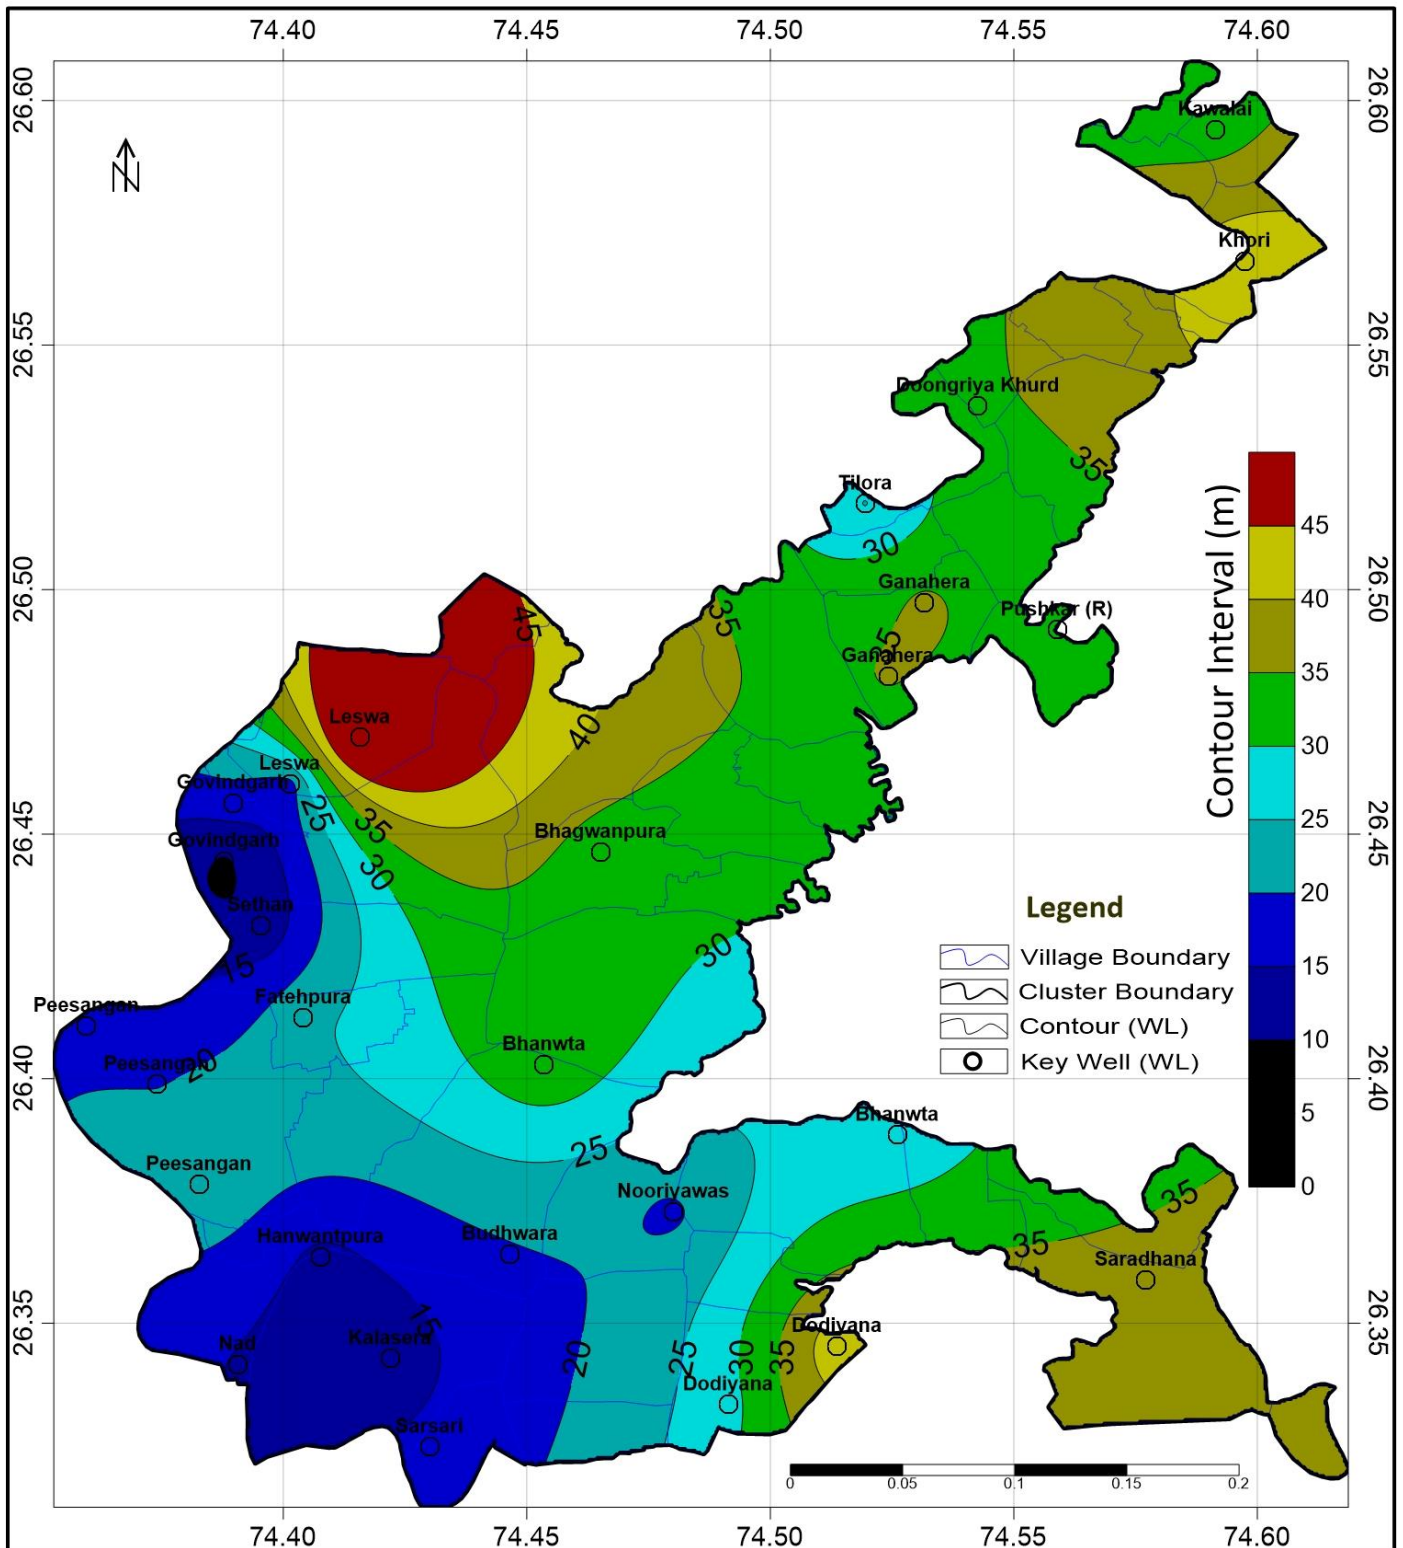 74.40 74.45 74.50 74.55 74.60
26.60 26.60
Kawalai
N
Khori
26.55 26.55
Doongriya Khurd
35
Tilora
30
45
Contour Interval (m)
40
35
30
25
20
15
10
5
0
26.50 26.50
Ganahera
Pushkar (R)
35
45
35
Ganahera
Leswa
40
Leswa
Govindgarh
25
35
Bhagwanpura
26.45 26.45
Govindgarb
30
Sethan
Legend
Village Boundary
Cluster Boundary
Contour (WL)
Key Well (WL)
30
15
Fatehpura
Peesangan
Bhanwta
Peesangan
20
26.40 26.40
Bhanwta
25
Peesangan
Nooriyawas
35
Hanwantpura
Budhwara
35
Saradhana
26.35 26.35
15
Nad
Kalasera
Dodiyana
20
25
30
35
Dodiyana
Sarsari
0 0.05 0.1 0.15 0.2
74.40 74.45 74.50 74.55 74.60